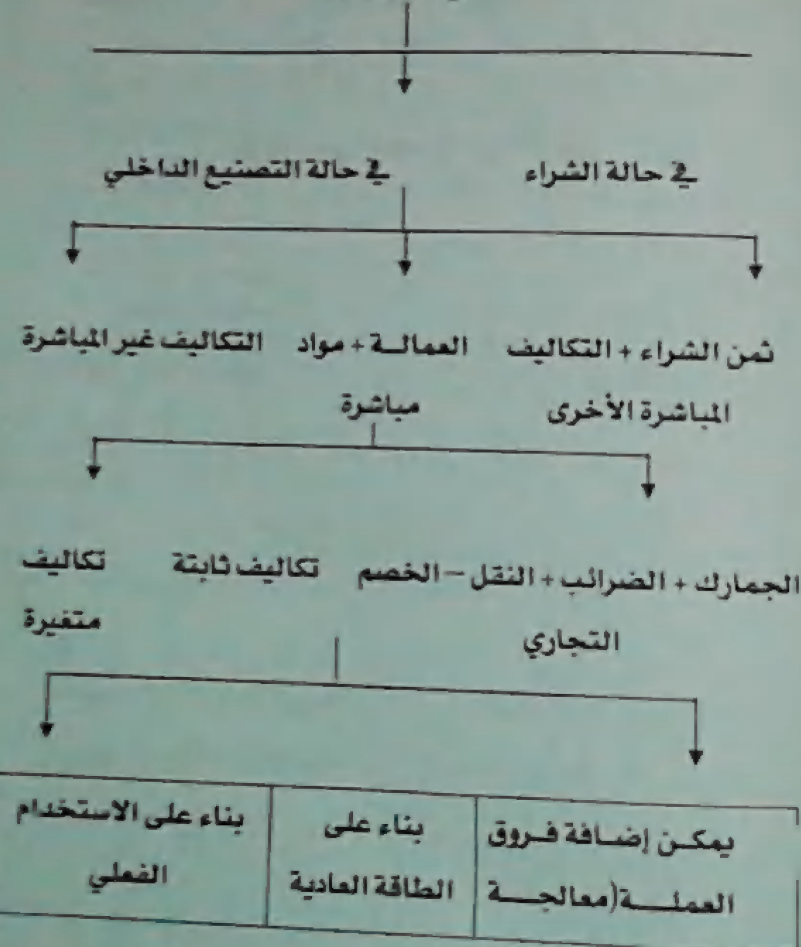 في حالة الشراء في حالة التصنيع الداخلي
ثمن الشراء + التكاليف العمالة + مواد التكاليف غير المباشرة
المباشرة الأخرى مباشرة
الجمارك + الضرائب + النقل – الخصم تكاليف ثابتة تكاليف
التجاري متغيرة
يمكن إضافة فروق بناء على بناء على الاستخدام
العملة (معالجة الطاقة العادية الفعلي